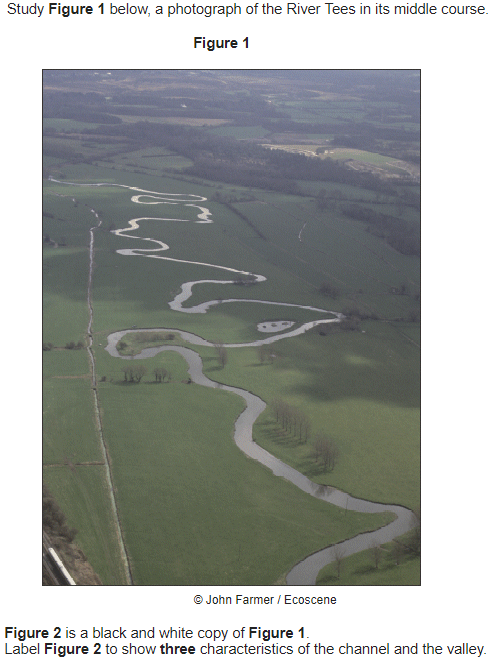 Study Figure 1 below, a photograph of the River Tees in its middle course.
Figure 1
© John Farmer / Ecoscene
Figure 2 is a black and white copy of Figure 1.
Label Figure 2 to show three characteristics of the channel and the valley.